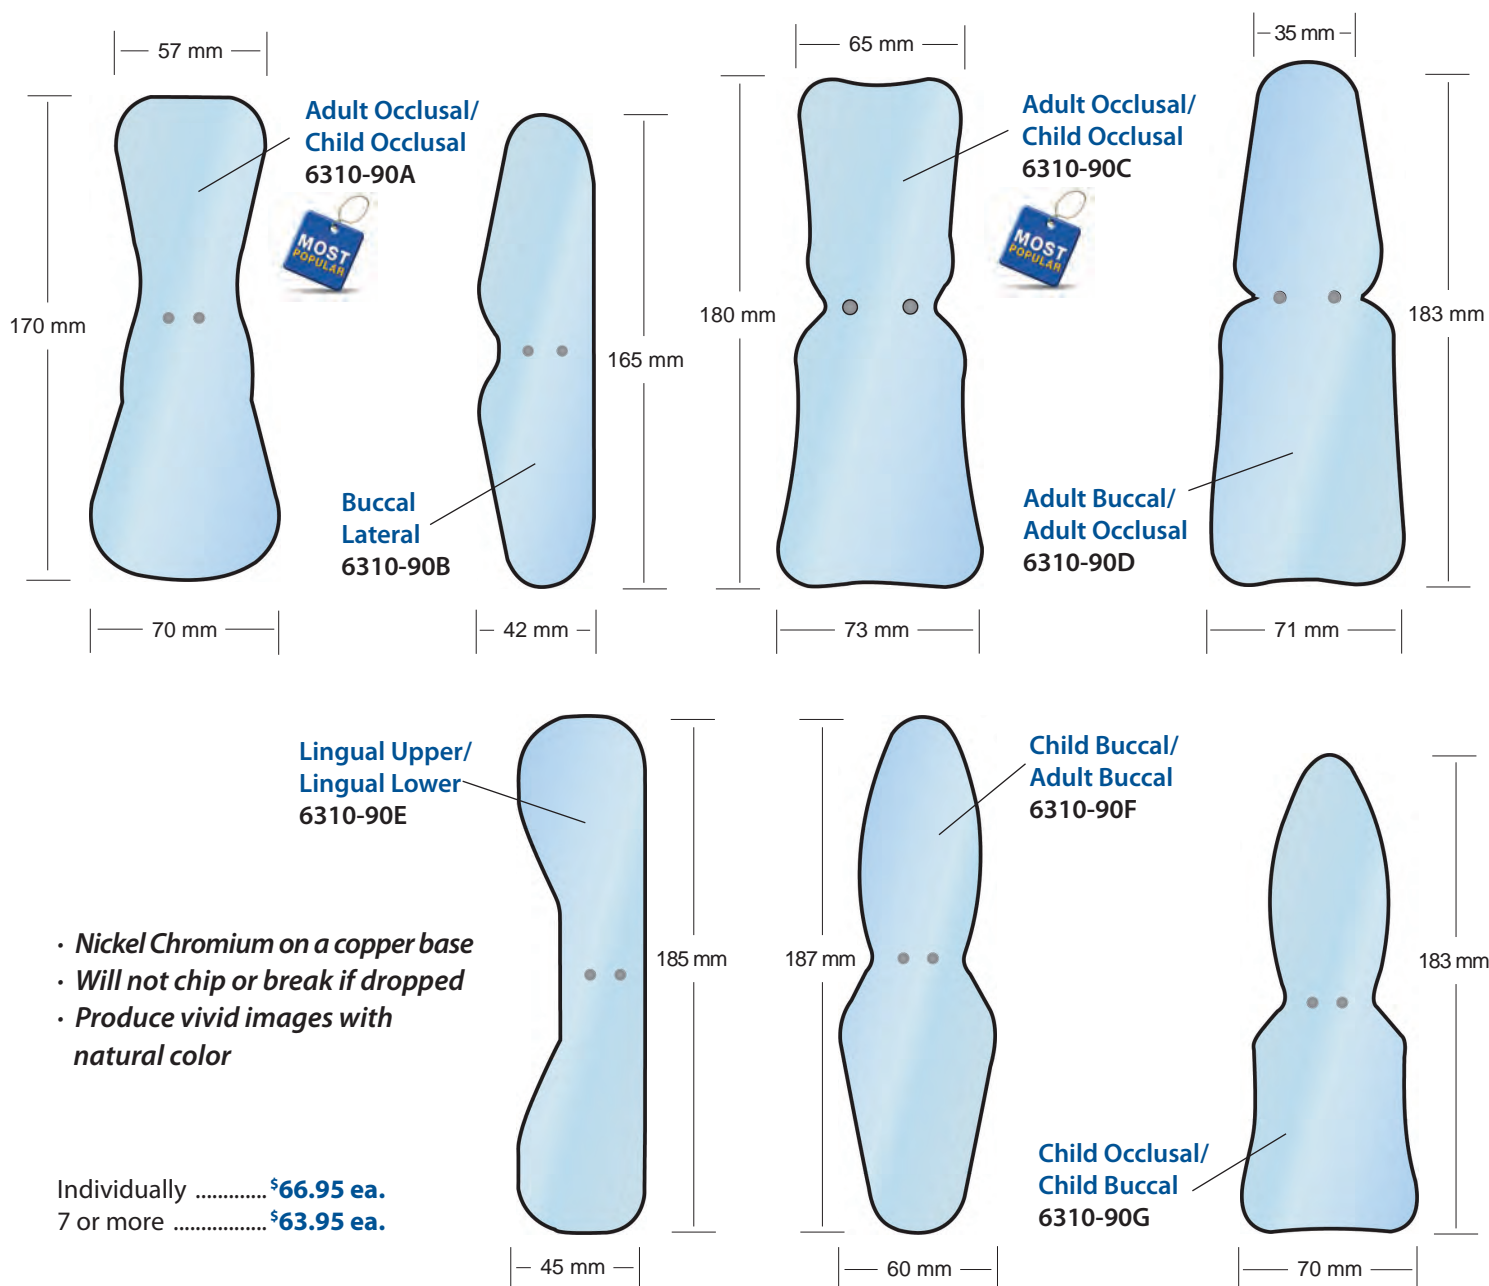 57 mm
Adult Occlusal/
Child Occlusal
6310-90A
MOST
POPULAR
170 mm
70 mm
Buccal
Lateral
6310-90B
165 mm
42 mm
65 mm
Adult Occlusal/
Child Occlusal
6310-90C
MOST
POPULAR
180 mm
73 mm
35 mm
Adult Buccal/
Adult Occlusal
6310-90D
183 mm
71 mm
Lingual Upper/
Lingual Lower
6310-90E
185 mm
45 mm
Child Buccal/
Adult Buccal
6310-90F
187 mm
60 mm
Child Occlusal/
Child Buccal
6310-90G
183 mm
70 mm
· Nickel Chromium on a copper base
· Will not chip or break if dropped
· Produce vivid images with
natural color
Individually ............. $66.95 ea.
7 or more ................. $63.95 ea.